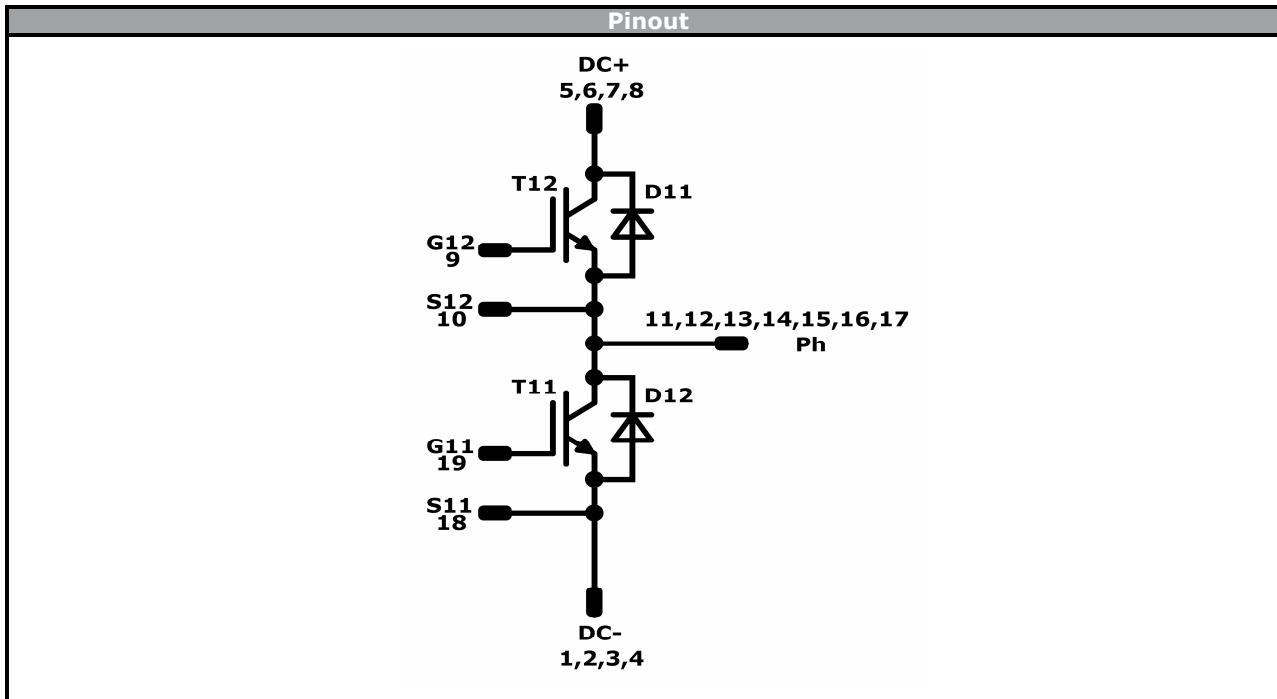 Pinout
DC+
5,6,7,8
T12
D11
G12
9
S12
10
11,12,13,14,15,16,17
Ph
T11
D12
G11
19
S11
18
DC-
1,2,3,4